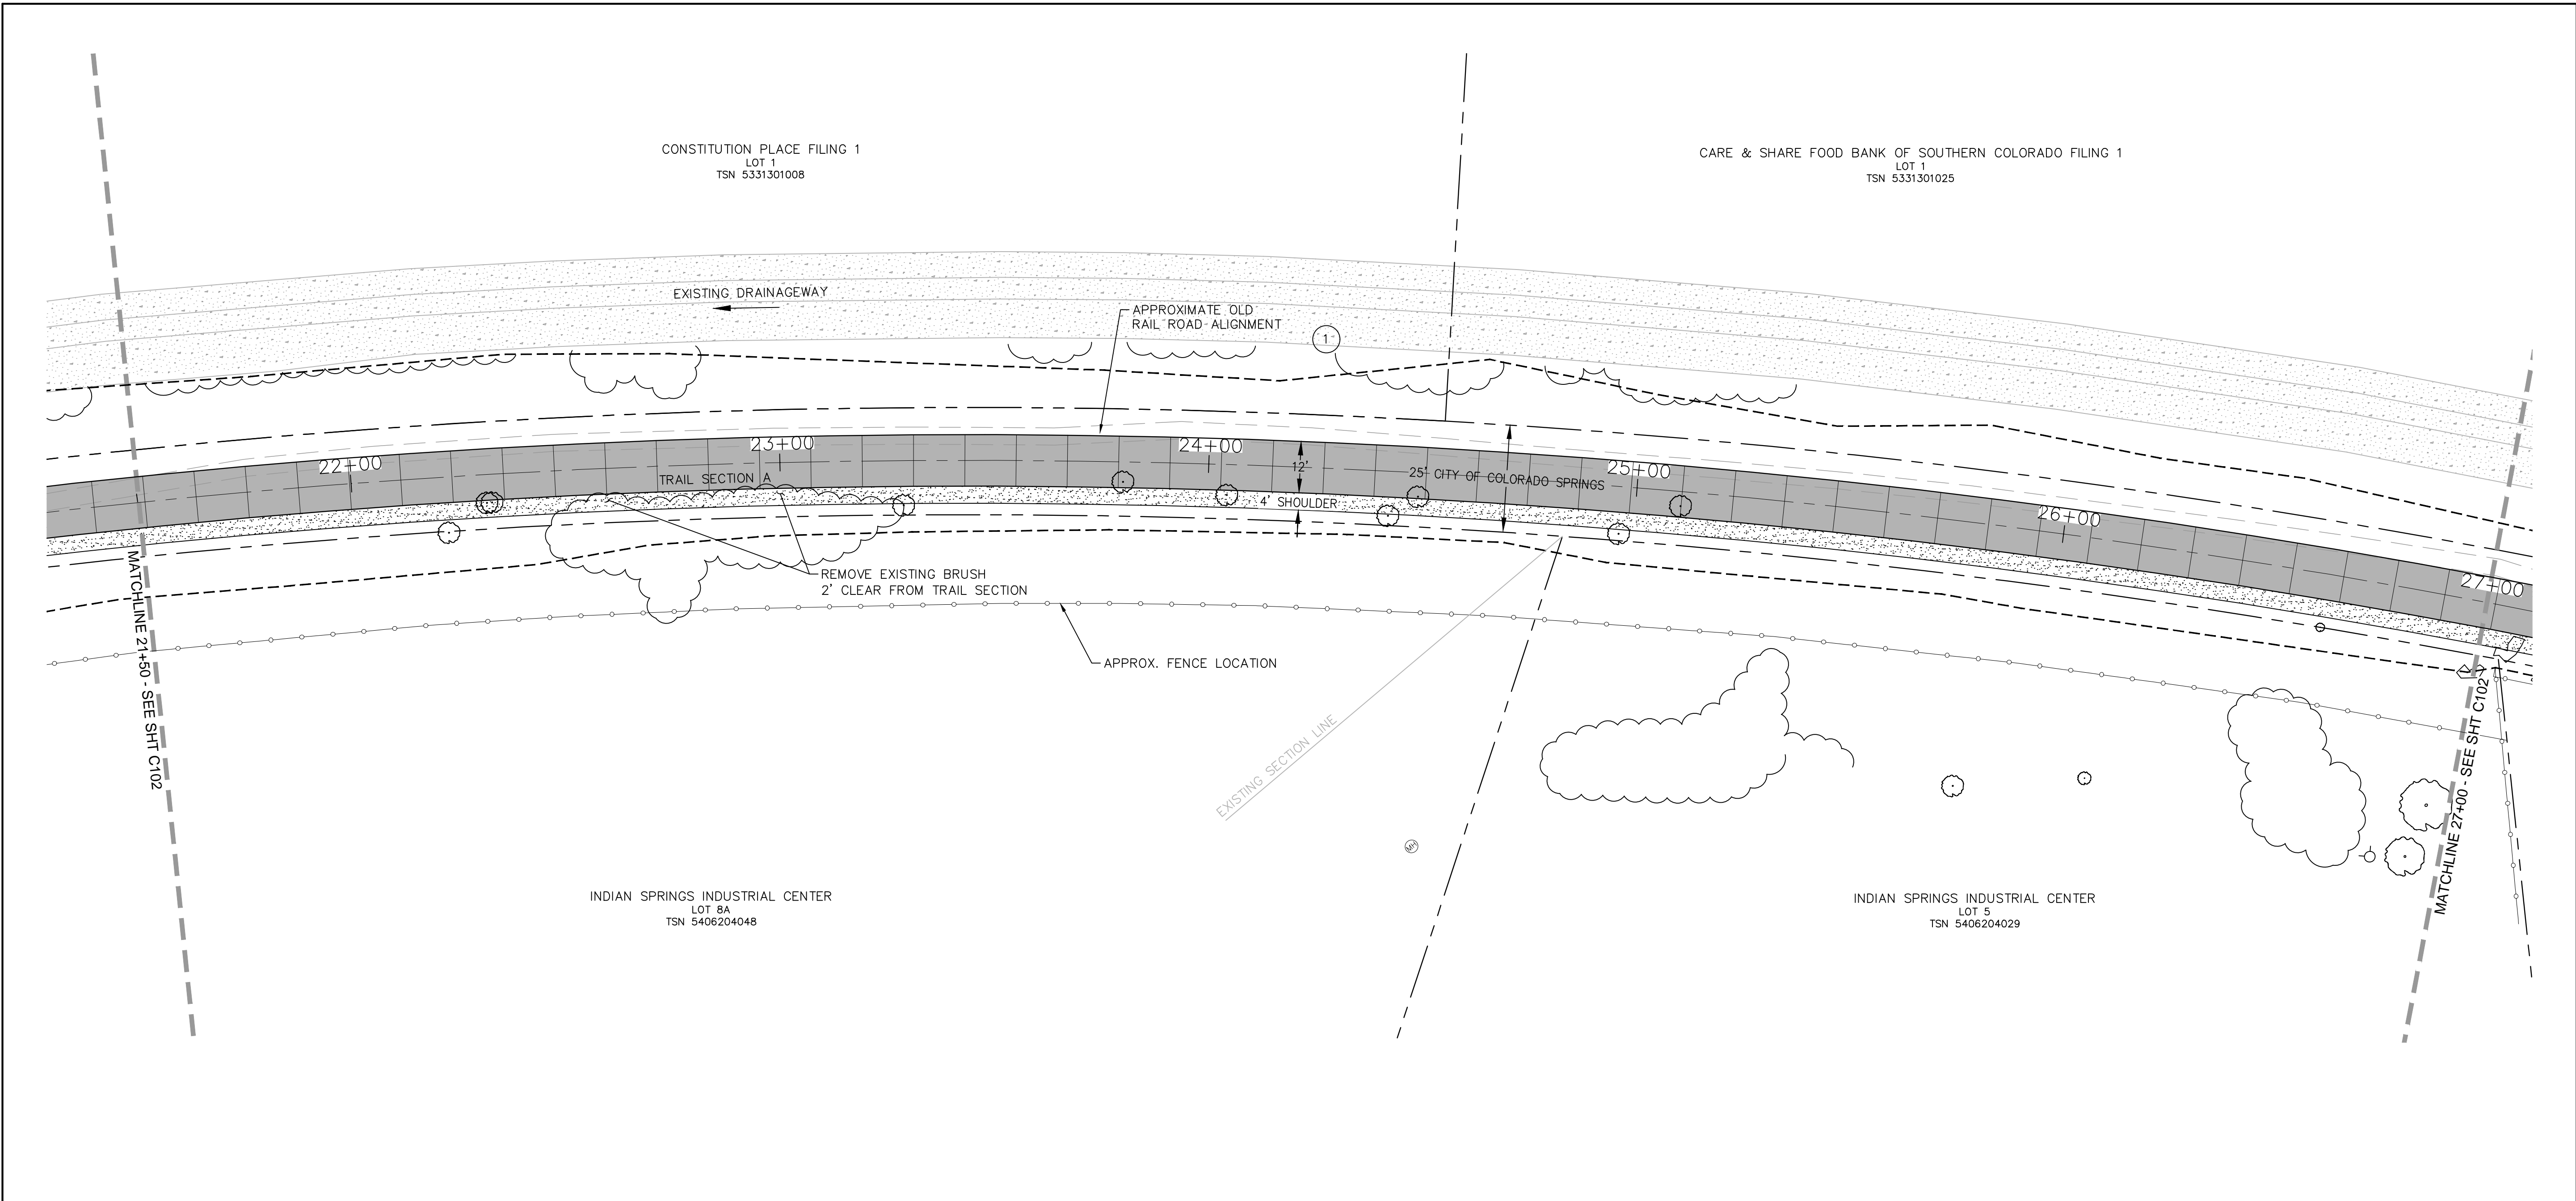 CONSTITUTION PLACE FILING 1
LOT 1
TSN 5331301008
CARE & SHARE FOOD BANK OF SOUTHERN COLORADO FILING 1
LOT 1
TSN 5331301025
EXISTING DRAINAGEWAY
APPROXIMATE OLD
RAIL ROAD ALIGNMENT
1
22+00
23+00
24+00
25+00
26+00
27+00
TRAIL SECTION A
12'
25' CITY OF COLORADO SPRINGS
4' SHOULDER
REMOVE EXISTING BRUSH
2' CLEAR FROM TRAIL SECTION
APPROX. FENCE LOCATION
MATCHLINE 21+50 - SEE SHT C102
EXISTING SECTION LINE
MH
MATCHLINE 27+00 - SEE SHT C102
INDIAN SPRINGS INDUSTRIAL CENTER
LOT 8A
TSN 5406204048
INDIAN SPRINGS INDUSTRIAL CENTER
LOT 5
TSN 5406204029